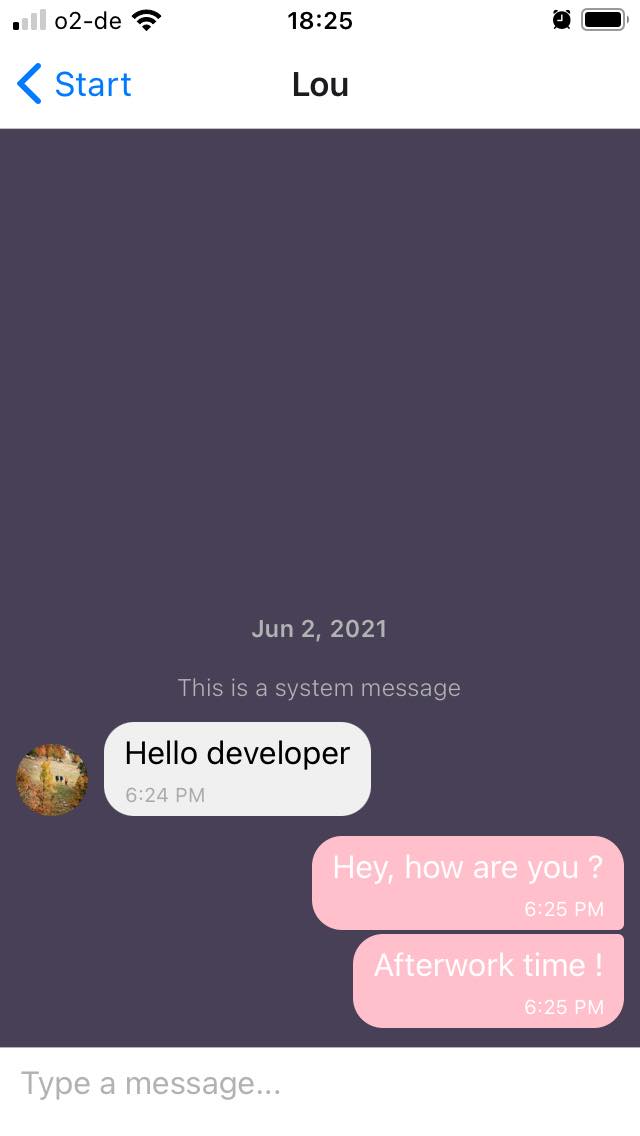 o2-de 18:25
Start Lou
Jun 2, 2021
This is a system message
Hello developer
6:24 PM
Hey, how are you ?
6:25 PM
Afterwork time !
6:25 PM
Type a message...